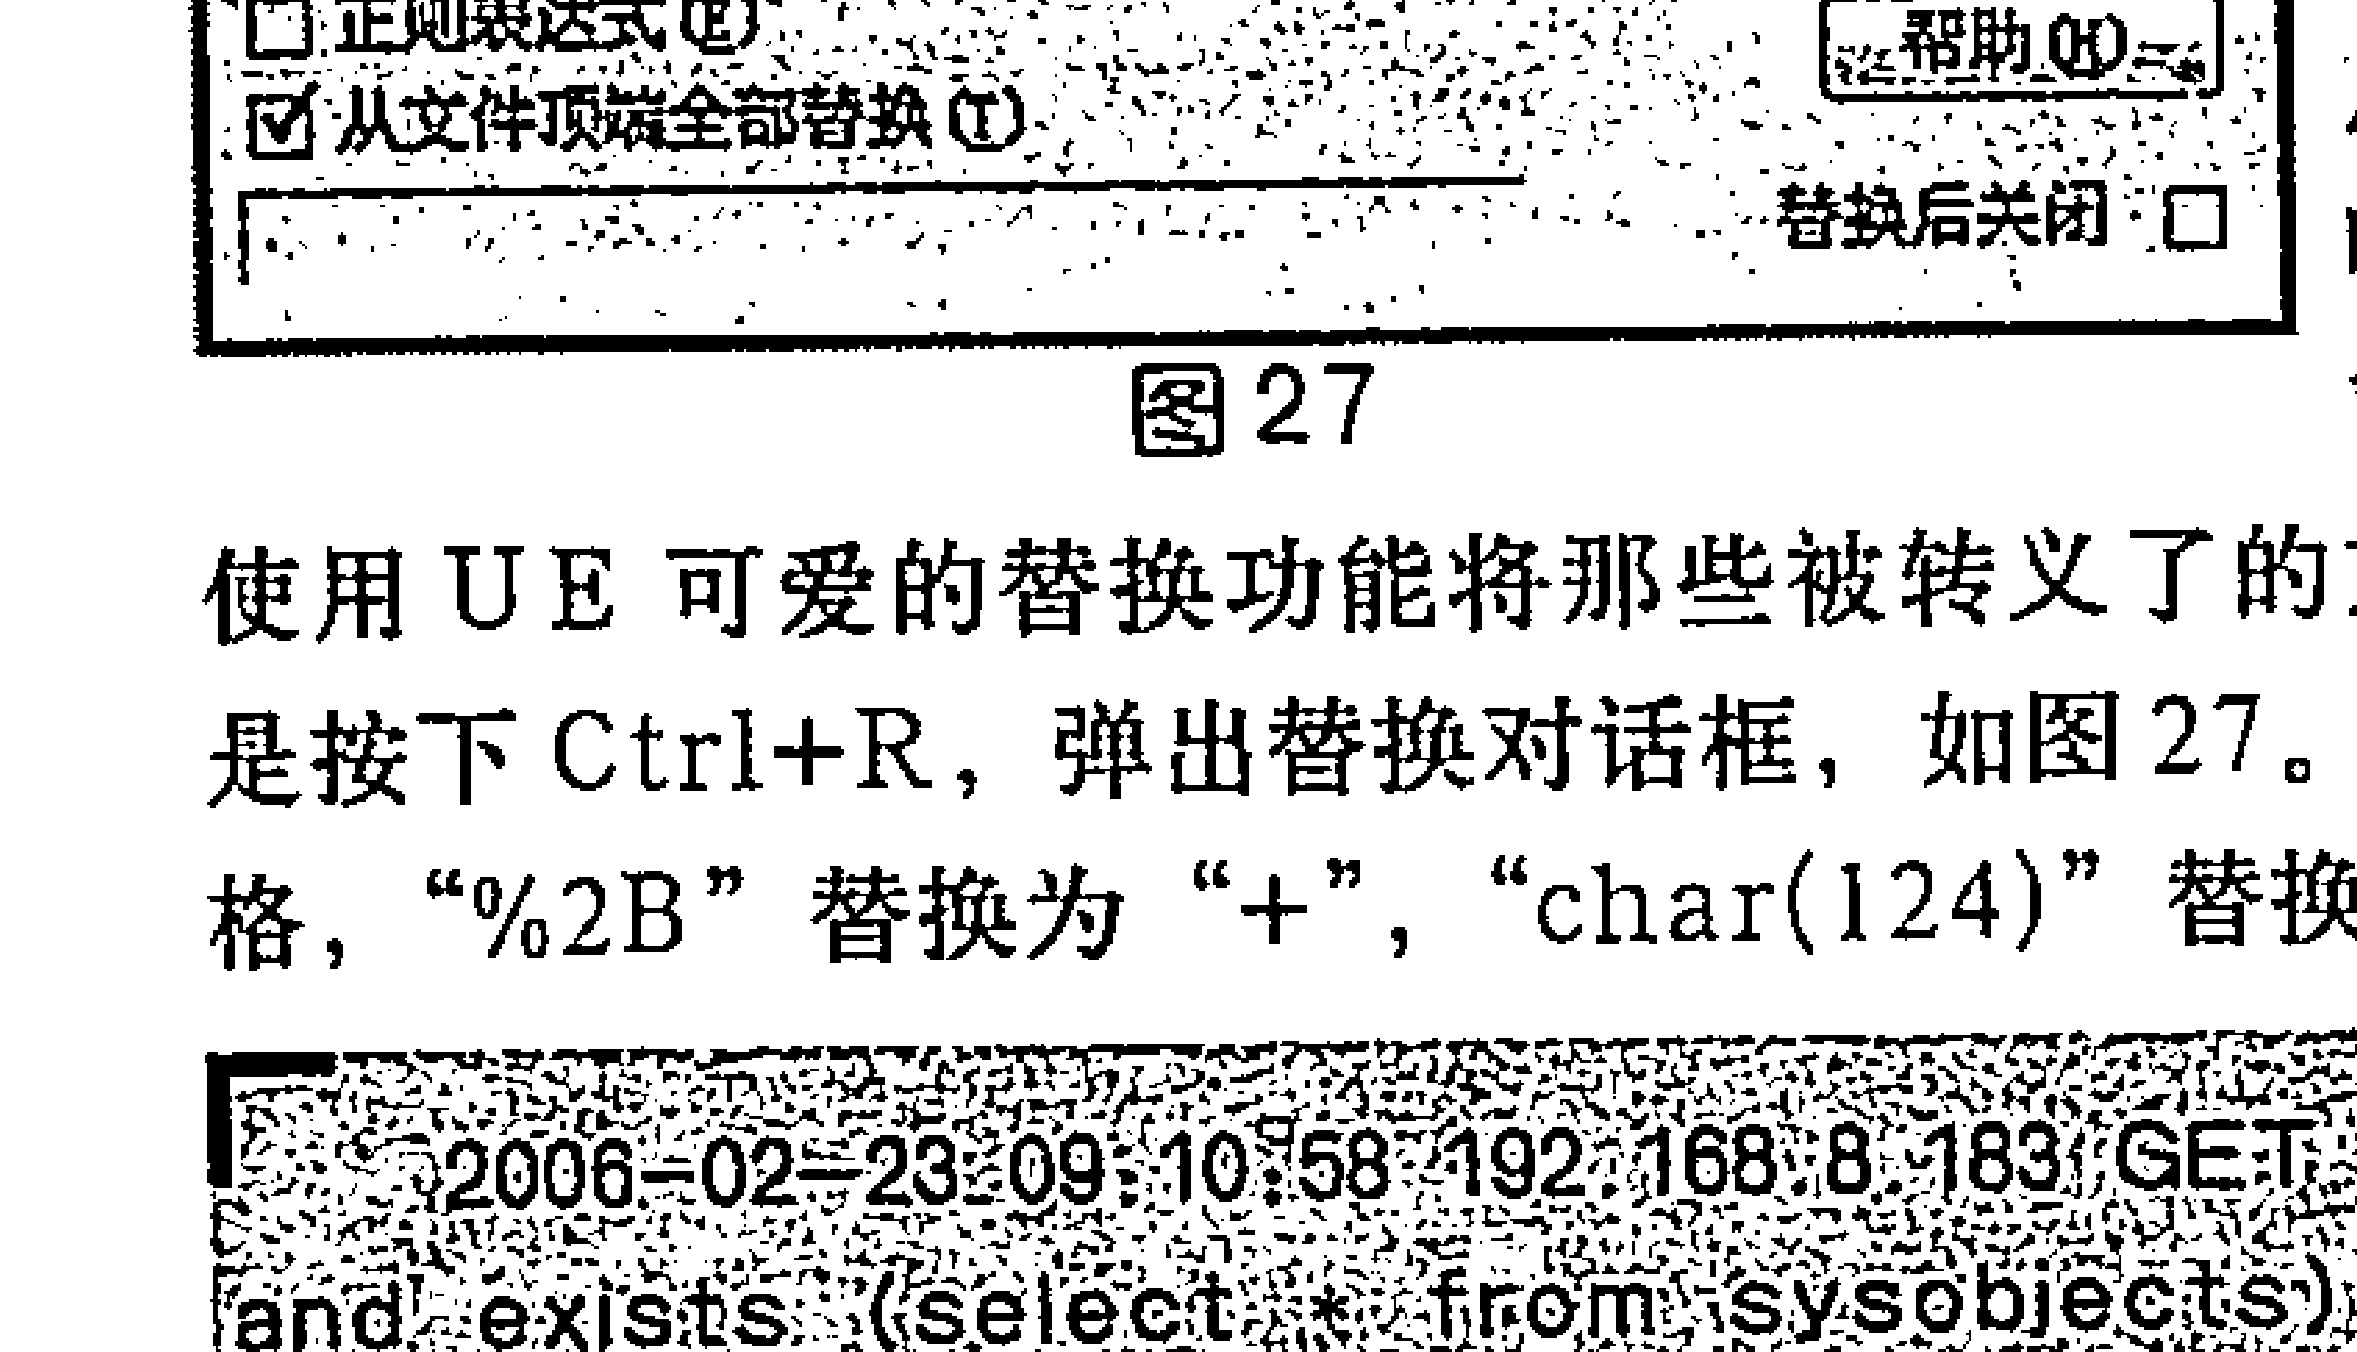 正则表达式(E)
帮助(H)
从文件顶端全部替换(T)
替换后关闭
图27
使用UE可爱的替换功能将那些被转义了的
是按下Ctrl+R，弹出替换对话框，如图27。
格，“%2B”替换为“+”，“char(124)”替换
2006-02-23 09:10:58 192.168.8.183 GET
and exists (select * from sysobjects)